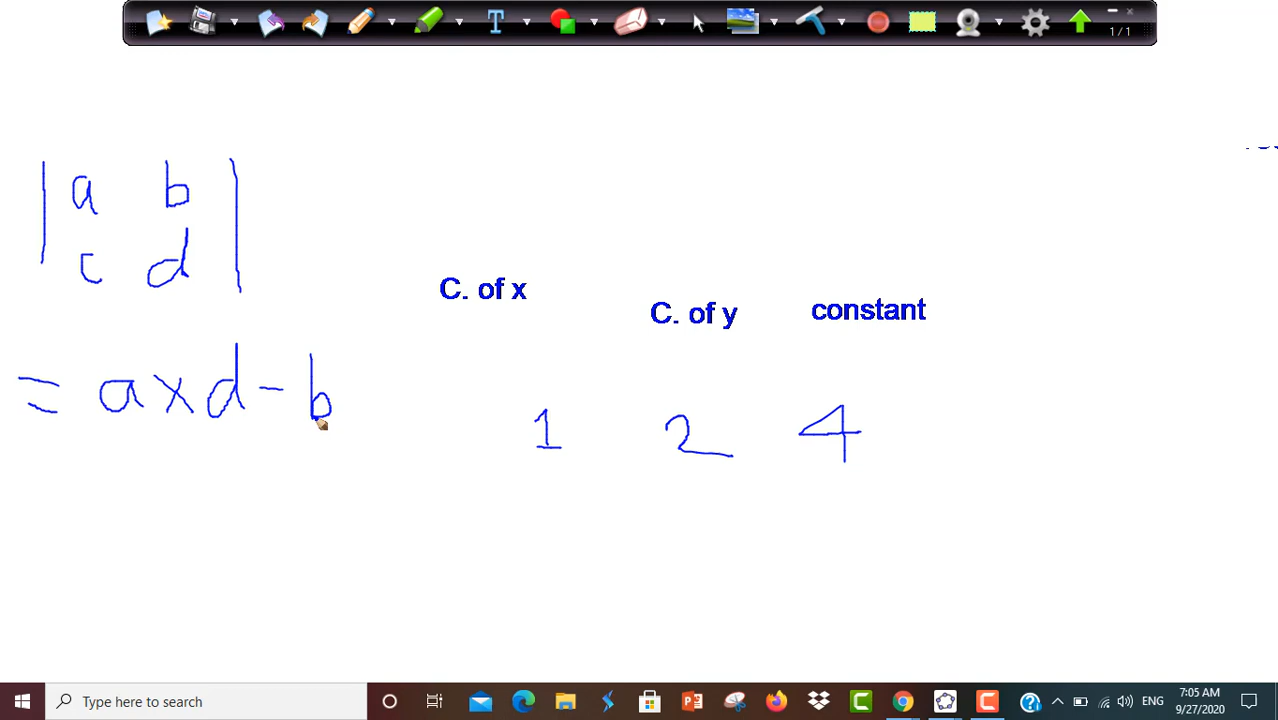 1/1
| a b |
| c d |
C. of x
C. of y
constant
= a x d - b
1 2 4
Type here to search
ENG
7:05 AM
9/27/2020